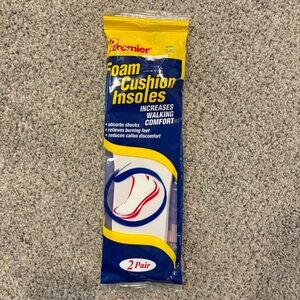 Premier
Foam
Cushion
Insoles
INCREASES
WALKING
COMFORT
• absorbs shocks
• relieves burning feet
• reduces callus discomfort
2 Pair